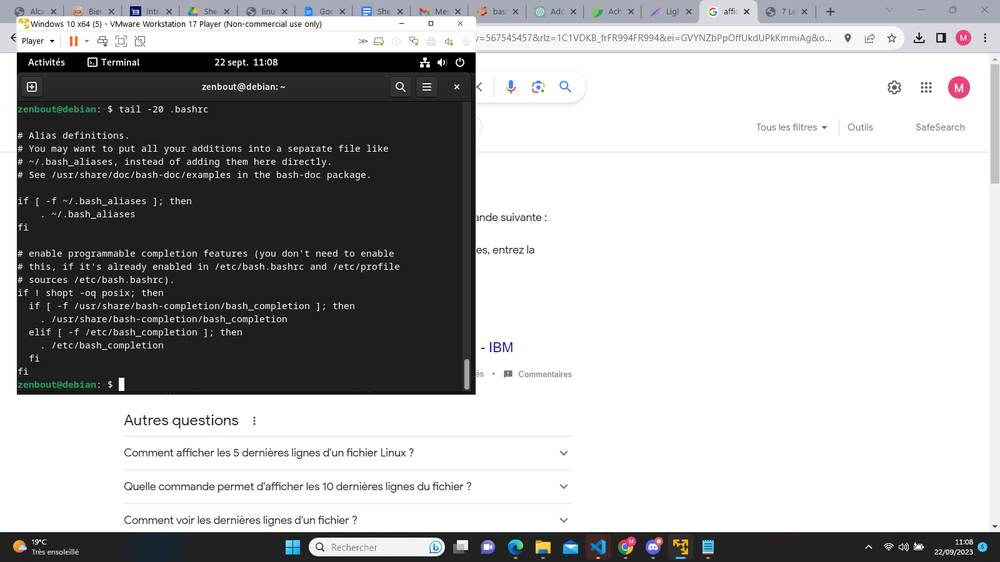 Alca
Bien
Intra
She
linu
Goo
She
Mes
bas
Add
Ach
Ligh
affic
7 Le
Windows 10 x64 (5) - VMware Workstation 17 Player (Non-commercial use only)
v=567545457&rlz=1C1VDKB_frFR994FR994&ei=GVYNZbPpOffUkdUPkKmmiAg&o...
M
Player
Activités
Terminal
22 sept. 11:08
zenbout@debian: ~
M
Tous les filtres
Outils
SafeSearch
zenbout@debian:~$ tail -20 .bashrc
# Alias definitions.
# You may want to put all your additions into a separate file like
# ~/.bash_aliases, instead of adding them here directly.
# See /usr/share/doc/bash-doc/examples in the bash-doc package.
if [ -f ~/.bash_aliases ]; then
    . ~/.bash_aliases
fi
# enable programmable completion features (you don't need to enable
# this, if it's already enabled in /etc/bash.bashrc and /etc/profile
# sources /etc/bash.bashrc).
if ! shopt -oq posix; then
  if [ -f /usr/share/bash-completion/bash_completion ]; then
    . /usr/share/bash-completion/bash_completion
  elif [ -f /etc/bash_completion ]; then
    . /etc/bash_completion
  fi
fi
zenbout@debian:~$
ande suivante :
es, entrez la
- IBM
és • Commentaires
Autres questions
Comment afficher les 5 dernières lignes d'un fichier Linux ?
Quelle commande permet d'afficher les 10 dernières lignes du fichier ?
Comment voir les dernières lignes d'un fichier ?
19°C
Très ensoleillé
Rechercher
M
11:08
22/09/2023
6